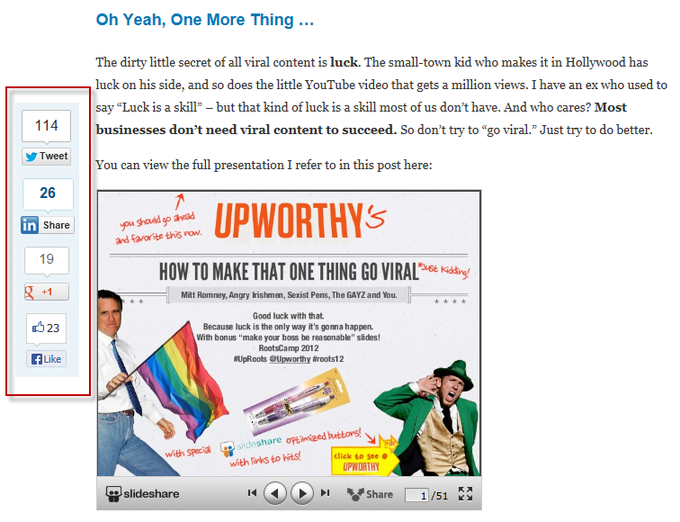 Oh Yeah, One More Thing …
The dirty little secret of all viral content is luck. The small-town kid who makes it in Hollywood has
luck on his side, and so does the little YouTube video that gets a million views. I have an ex who used to
say “Luck is a skill” – but that kind of luck is a skill most of us don’t have. And who cares? Most
businesses don’t need viral content to succeed. So don’t try to “go viral.” Just try to do better.
You can view the full presentation I refer to in this post here:
114
Tweet
26
in Share
19
g +1
23
f Like
you should go ahead
and favorite this now.
UPWORTHY's
HOW TO MAKE THAT ONE THING GO VIRAL*
*Just Kidding!
Mitt Romney, Angry Irishmen, Sexist Pens, The GAYZ and You.
Good luck with that.
Because luck is the only way it's gonna happen.
With bonus “make your boss be reasonable” slides!
RootsCamp 2012
#UpRoots @Upworthy #roots12
with special slideshare optimized buttons!
with links to hits!
click to see @
UPWORTHY
slideshare
Share
1 /51